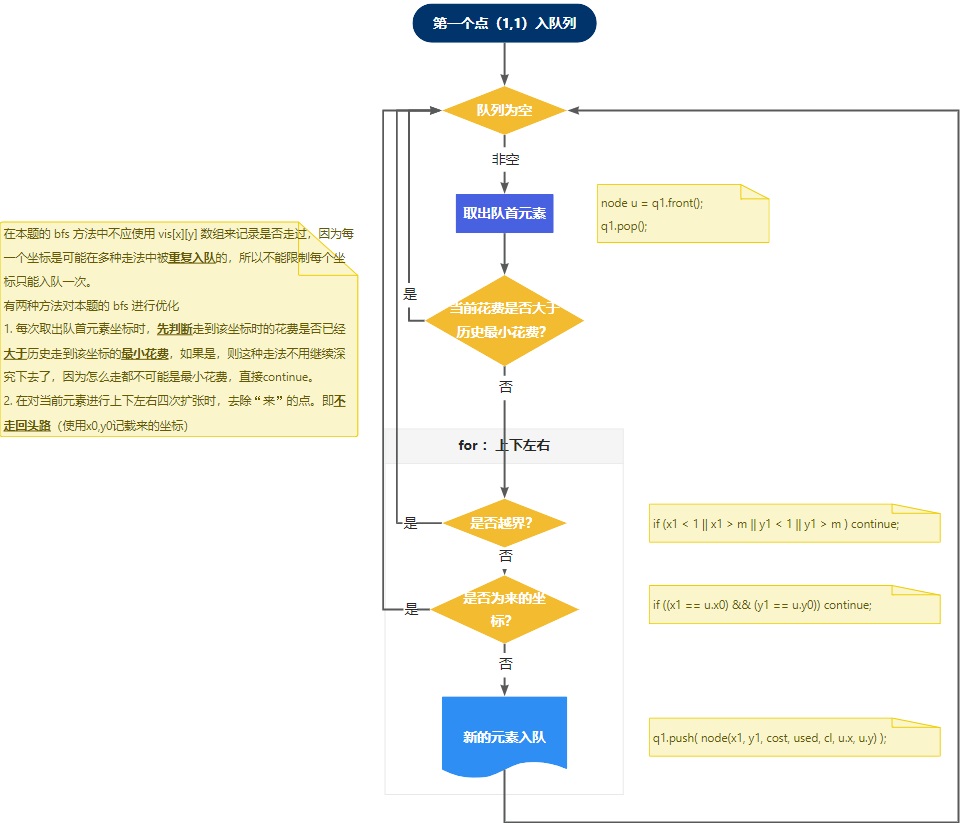 第一个点（1,1）入队列
队列为空
非空
取出队首元素
node u = q1.front();
q1.pop();
在本题的 bfs 方法中不应使用 vis[x][y] 数组来记录是否走过，因为每
一个坐标是可能在多种走法中被重复入队的，所以不能限制每个坐
标只能入队一次。
有两种方法对本题的 bfs 进行优化
1. 每次取出队首元素坐标时，先判断走到该坐标时的花费是否已经
大于历史走到该坐标的最小花费，如果是，则这种走法不用继续深
究下去了，因为怎么走都不可能是最小花费，直接continue。
2. 在对当前元素进行上下左右四次扩张时，去除“来”的点。即不
走回头路（使用x0,y0记载来的坐标）
是
当前花费是否大于
历史最小花费？
否
for ：上下左右
是
是否越界？
if (x1 < 1 || x1 > m || y1 < 1 || y1 > m ) continue;
否
是
是否为来的坐
标？
if ((x1 == u.x0) && (y1 == u.y0)) continue;
否
新的元素入队
q1.push( node(x1, y1, cost, used, cl, u.x, u.y) );